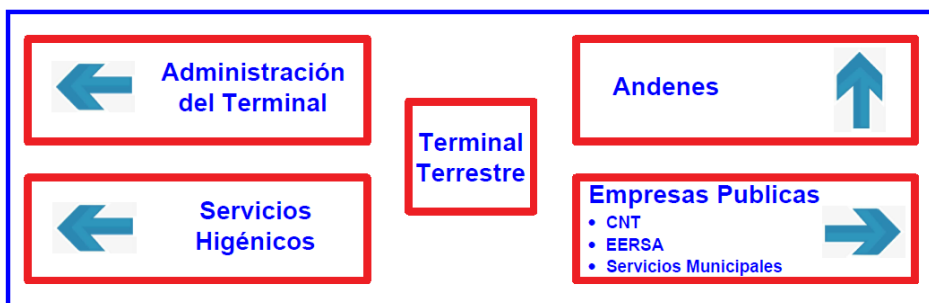 Administración
del Terminal
Servicios
Higénicos
Terminal
Terrestre
Andenes
Empresas Publicas
• CNT
• EERSA
• Servicios Municipales